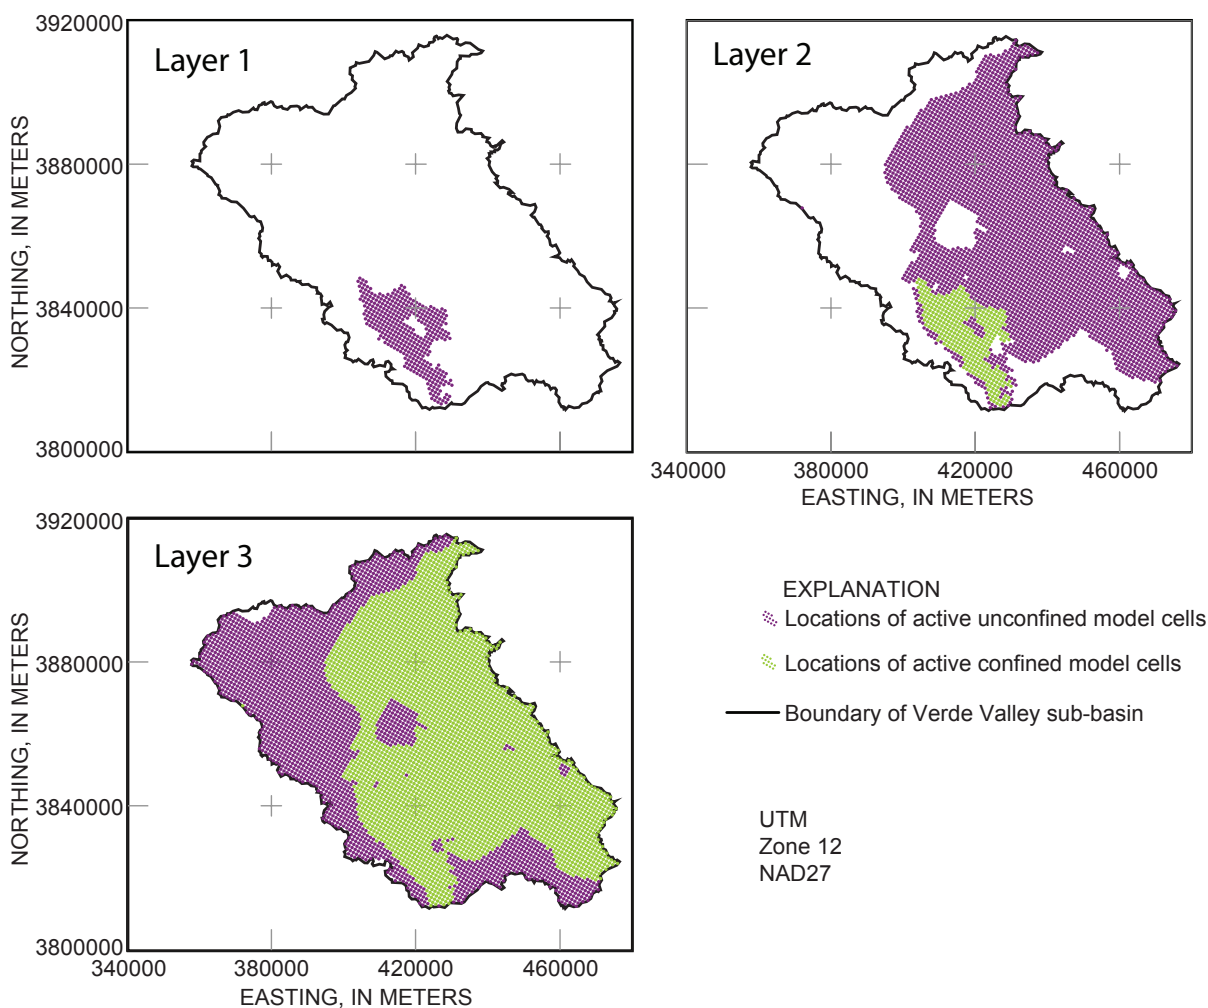 3920000
3880000
3840000
3800000
NORTHING, IN METERS
Layer 1
Layer 2
340000 380000 420000 460000
EASTING, IN METERS
3920000
3880000
3840000
3800000
NORTHING, IN METERS
Layer 3
340000 380000 420000 460000
EASTING, IN METERS
EXPLANATION
Locations of active unconfined model cells
Locations of active confined model cells
Boundary of Verde Valley sub-basin
UTM
Zone 12
NAD27